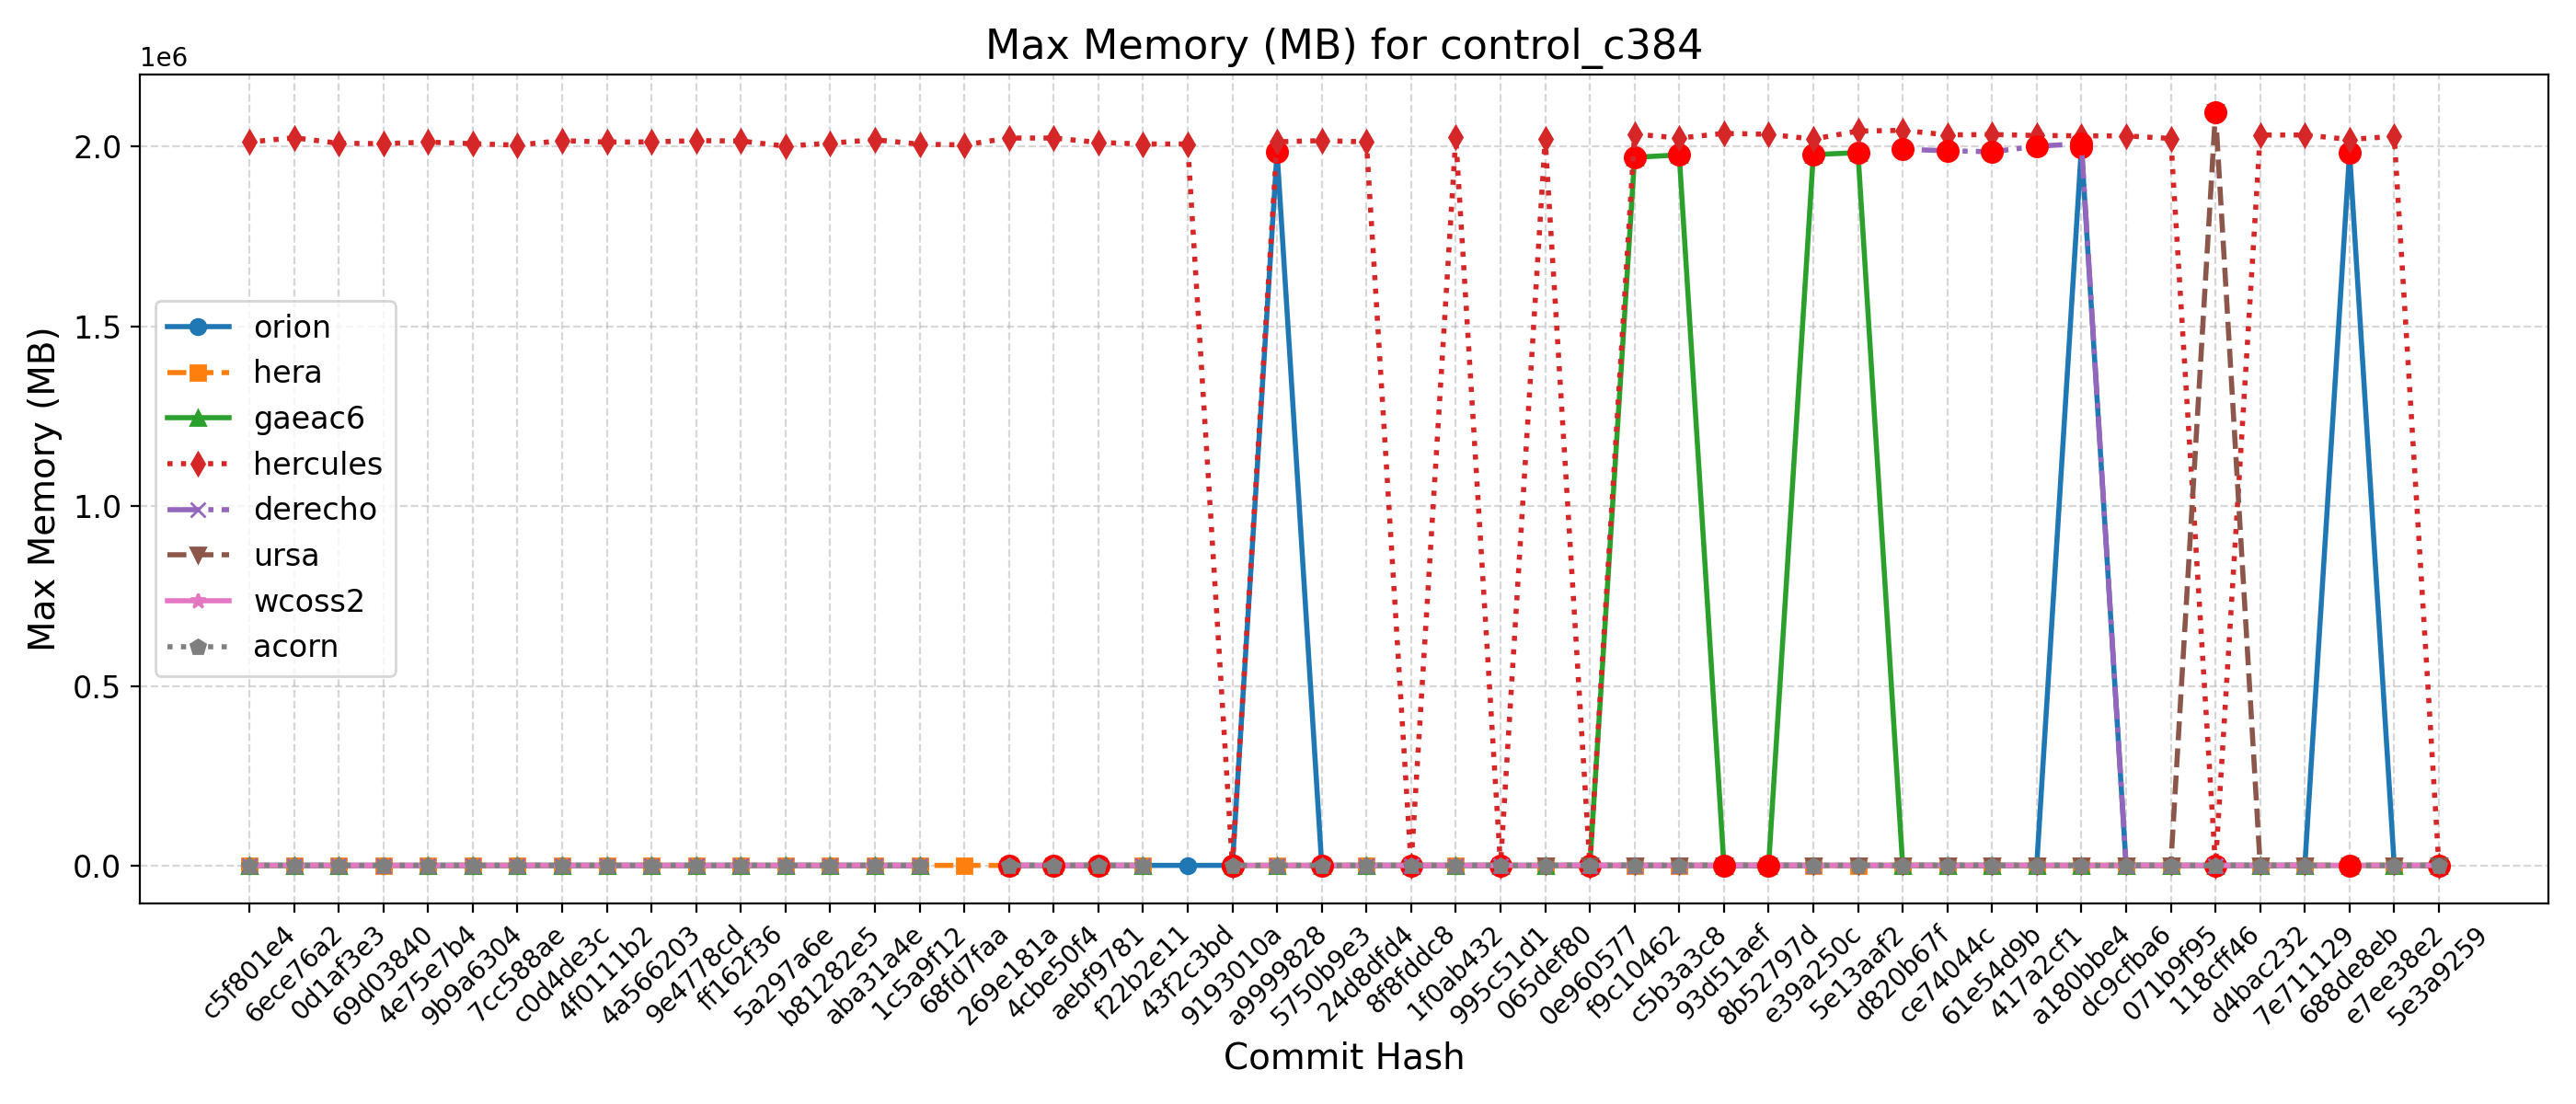 Max Memory (MB) for control_c384
1e6
2.0
1.5
1.0
0.5
0.0
Max Memory (MB)
orion
hera
gaeac6
hercules
derecho
ursa
wcoss2
acorn
c5f801e4
6ece76a2
0d1af3e3
69d03840
4e75e7b4
9b9a6304
7cc588ae
c0d4de3c
4f0111b2
4a566203
9e4778cd
ff162f36
5a297a6e
b81282e5
aba31a4e
1c5a9f12
68fd7faa
269e181a
4cbe50f4
aebf9781
f22b2e11
43f2c3bd
9193010a
a9999828
5750b9e3
24d8dfd4
8f8fddc8
1f0ab432
995c51d1
065def80
0e960577
f9c10462
c5b3a3c8
93d51aef
8b52797d
e39a250c
5e13aaf2
d820b67f
ce74044c
61e54d9b
417a2cf1
a180bbe4
dc9cfba6
071b9f95
118cff46
d4bac232
7e711129
688de8eb
e7ee38e2
5e3a9259
Commit Hash